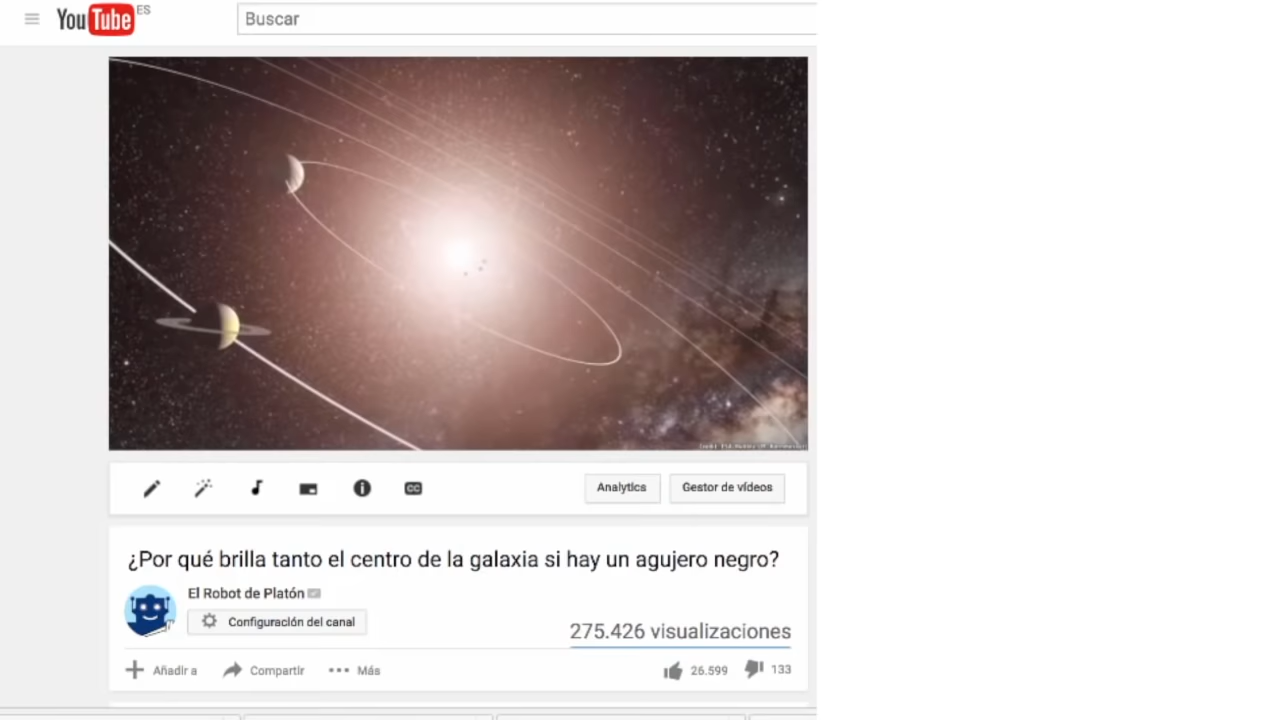 YouTube ES
Buscar
CC
Analytics
Gestor de vídeos
¿Por qué brilla tanto el centro de la galaxia si hay un agujero negro?
El Robot de Platón
Configuración del canal
275.426 visualizaciones
Añadir a
Compartir
Más
26.599
133